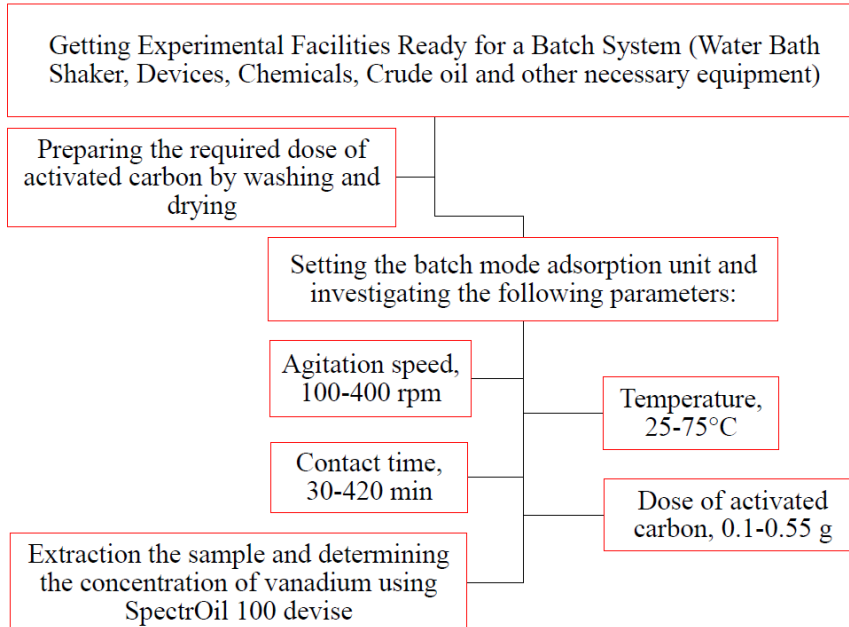 Getting Experimental Facilities Ready for a Batch System (Water Bath
Shaker, Devices, Chemicals, Crude oil and other necessary equipment)
Preparing the required dose of
activated carbon by washing and
drying
Setting the batch mode adsorption unit and
investigating the following parameters:
Agitation speed,
100-400 rpm
Temperature,
25-75°C
Contact time,
30-420 min
Dose of activated
carbon, 0.1-0.55 g
Extraction the sample and determining
the concentration of vanadium using
SpectrOil 100 devise